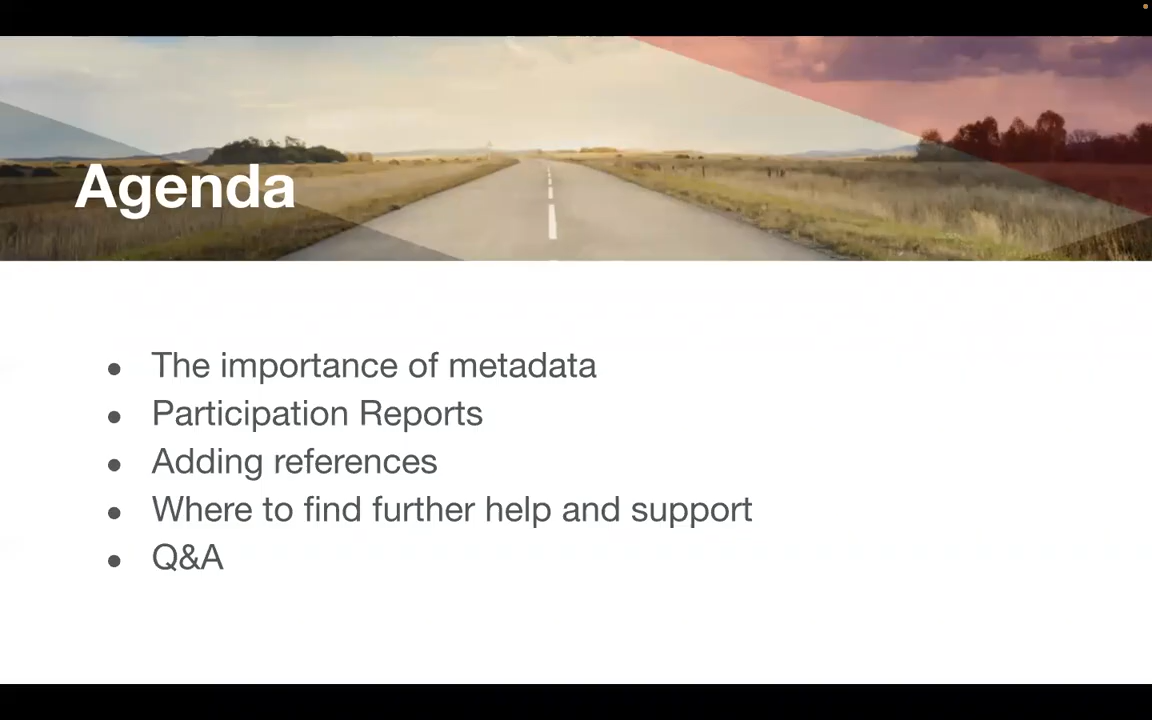 Agenda
● The importance of metadata
● Participation Reports
● Adding references
● Where to find further help and support
● Q&A